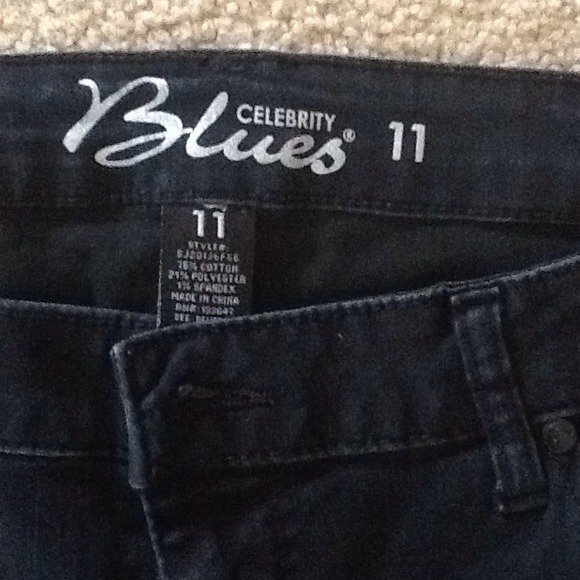 CELEBRITY
Blues® 11
11
STYLE#:
78% COTTON
21% POLYESTER
1% SPANDEX
MADE IN CHINA